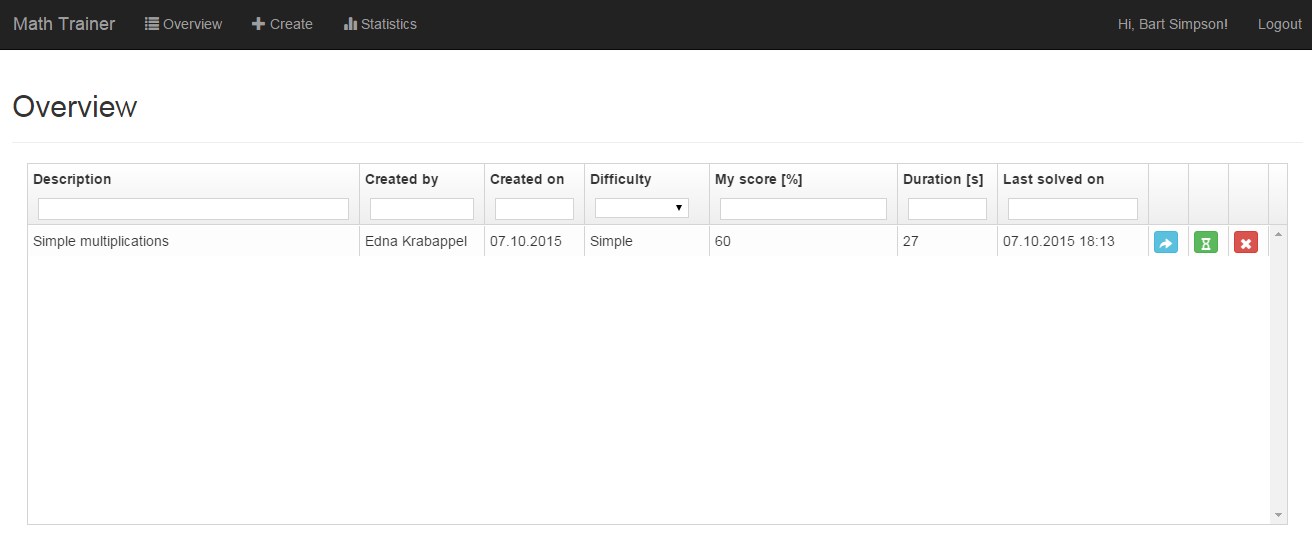 Math Trainer Overview Create Statistics Hi, Bart Simpson! Logout
Overview
Description Created by Created on Difficulty My score [%] Duration [s] Last solved on
Simple multiplications Edna Krabappel 07.10.2015 Simple 60 27 07.10.2015 18:13